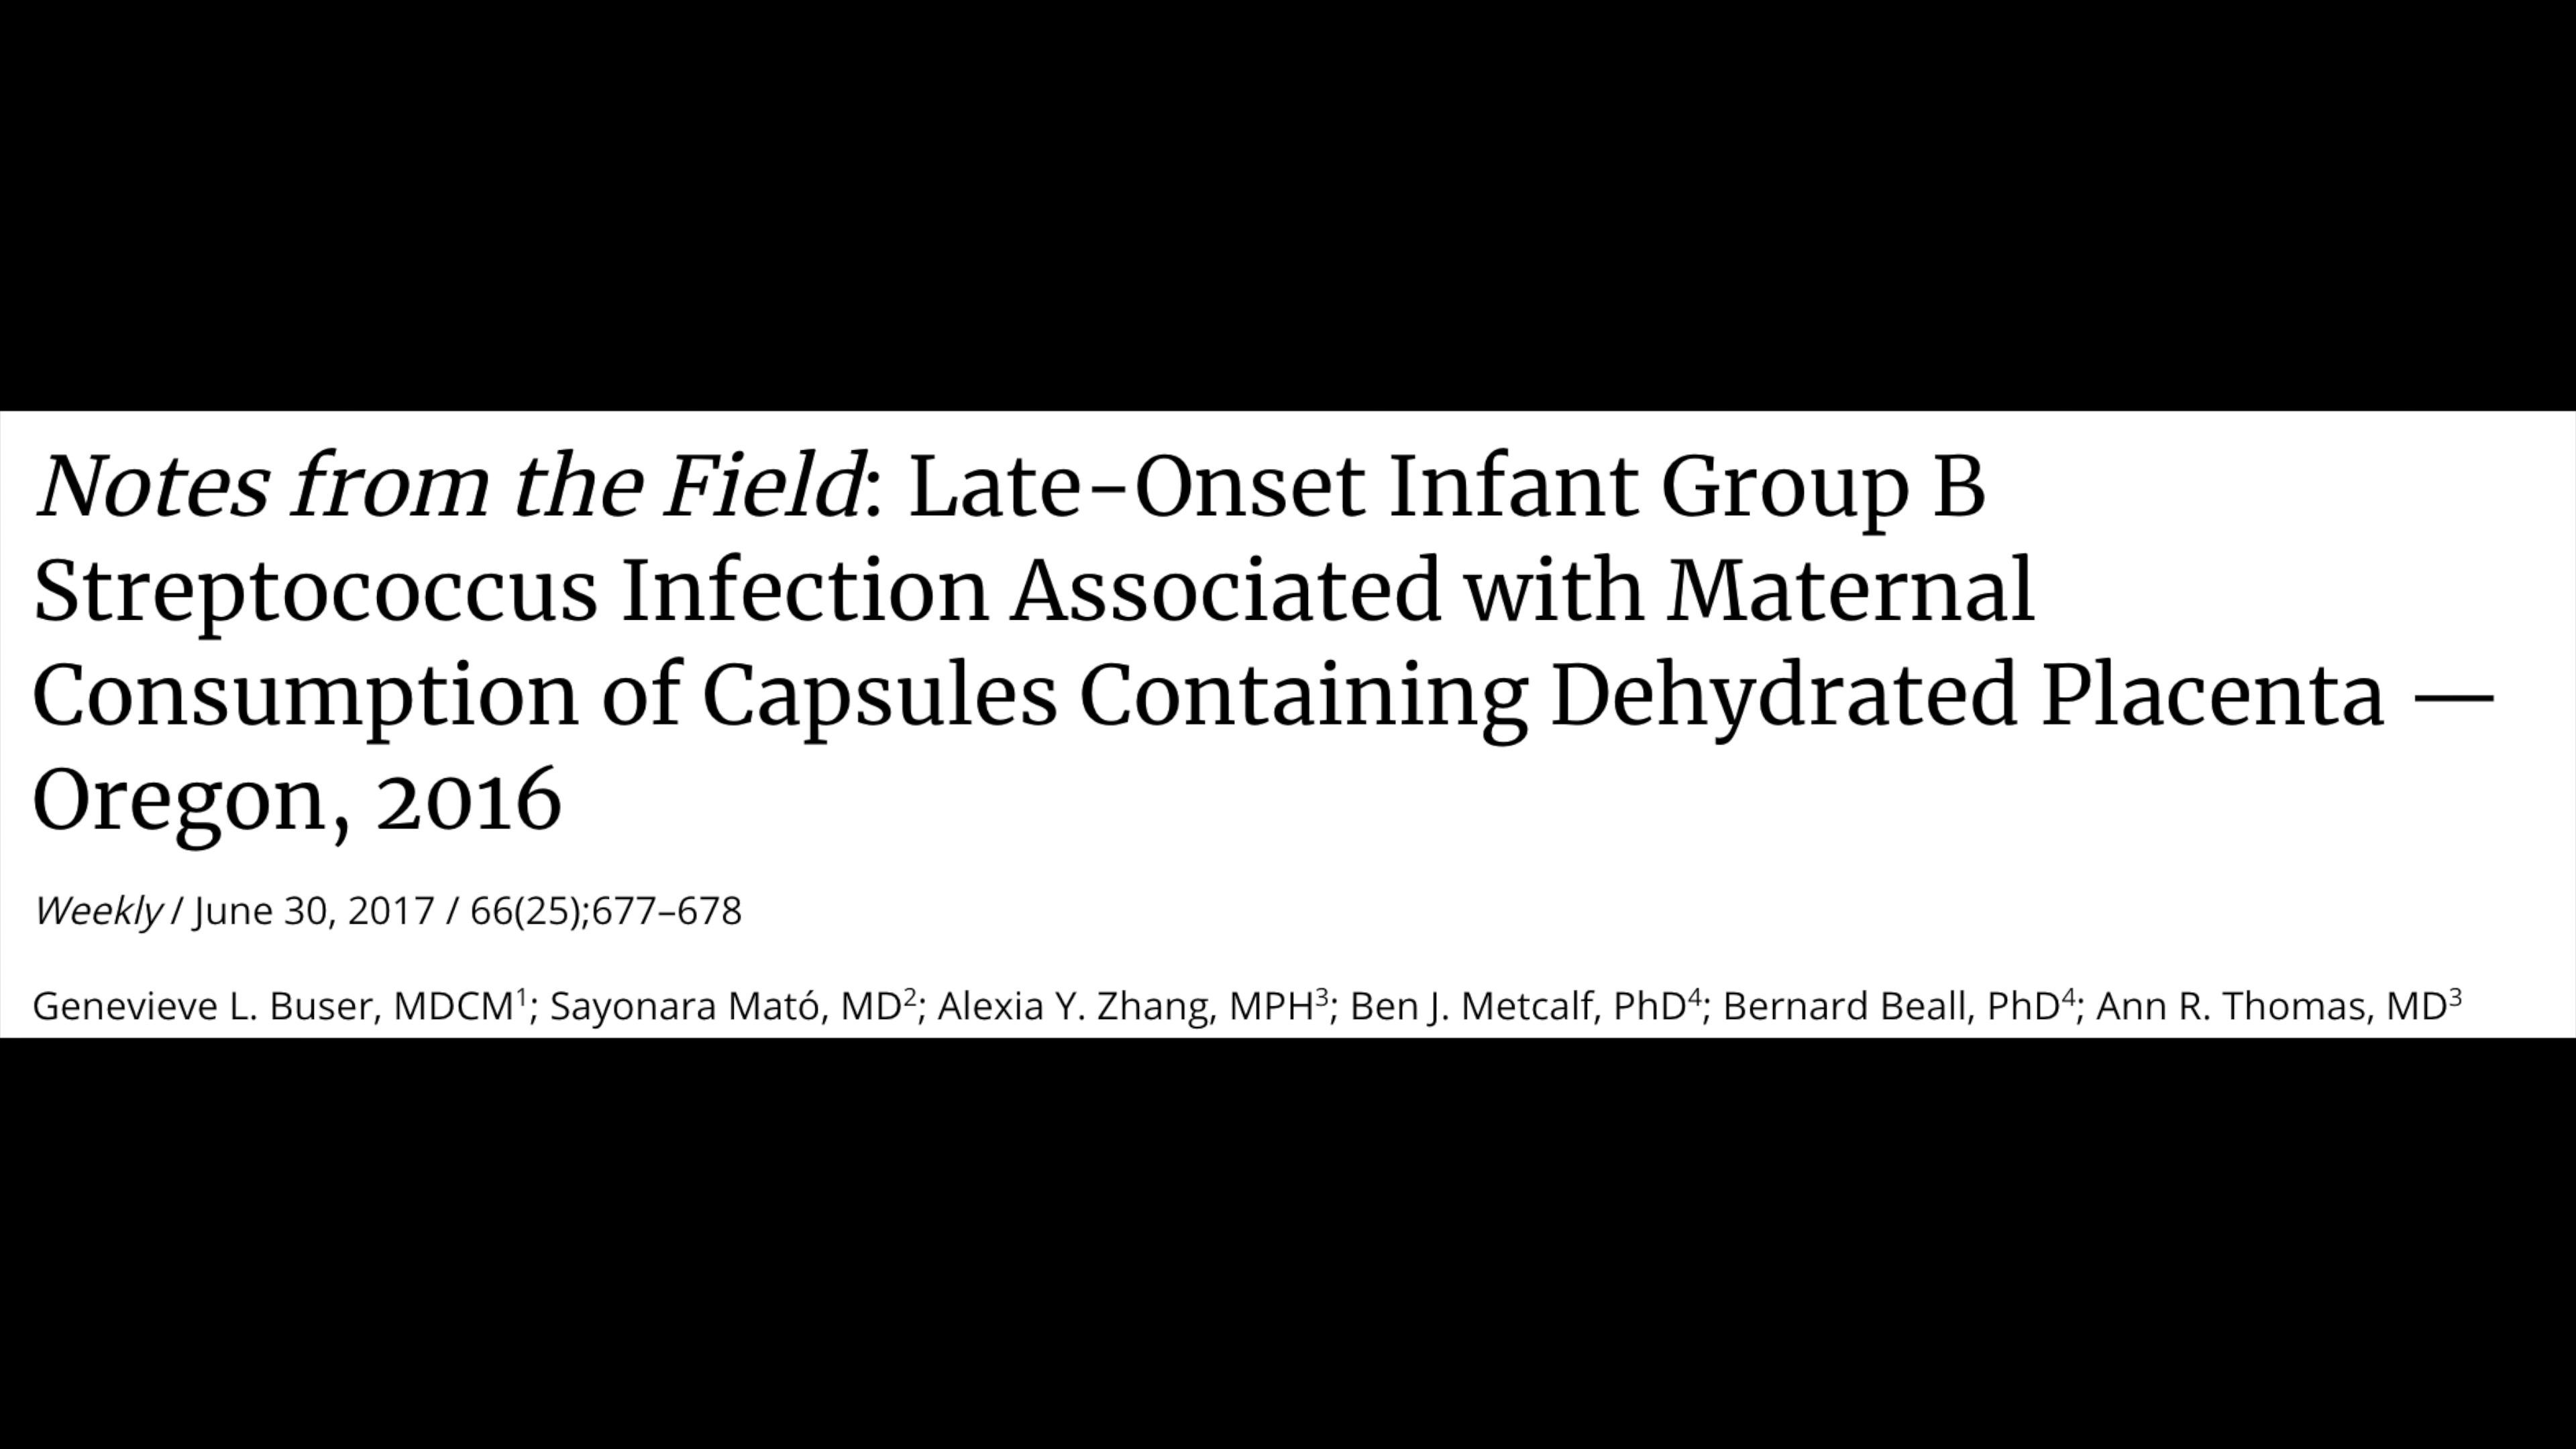 Notes from the Field: Late-Onset Infant Group B
Streptococcus Infection Associated with Maternal
Consumption of Capsules Containing Dehydrated Placenta —
Oregon, 2016
Weekly / June 30, 2017 / 66(25);677–678
Genevieve L. Buser, MDCM¹; Sayonara Mató, MD²; Alexia Y. Zhang, MPH³; Ben J. Metcalf, PhD⁴; Bernard Beall, PhD⁴; Ann R. Thomas, MD³